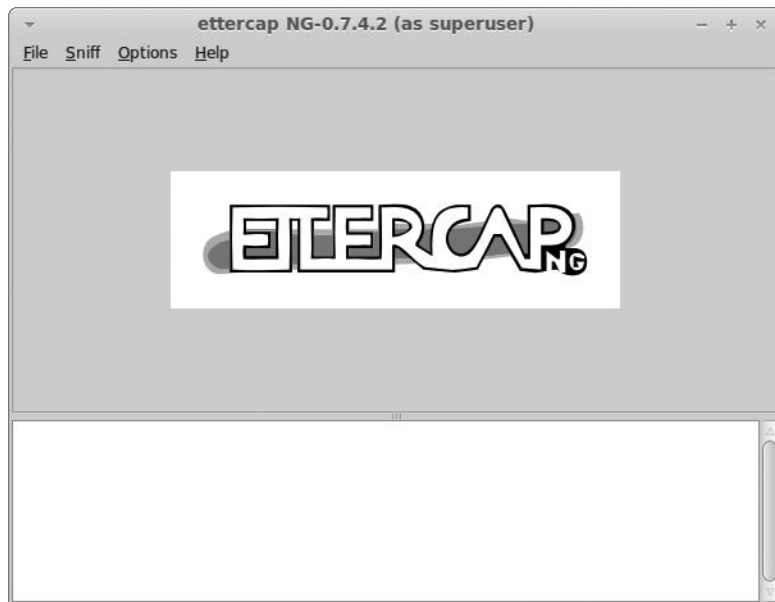 ettercap NG-0.7.4.2 (as superuser)
File Sniff Options Help
ETTERCAP
NG